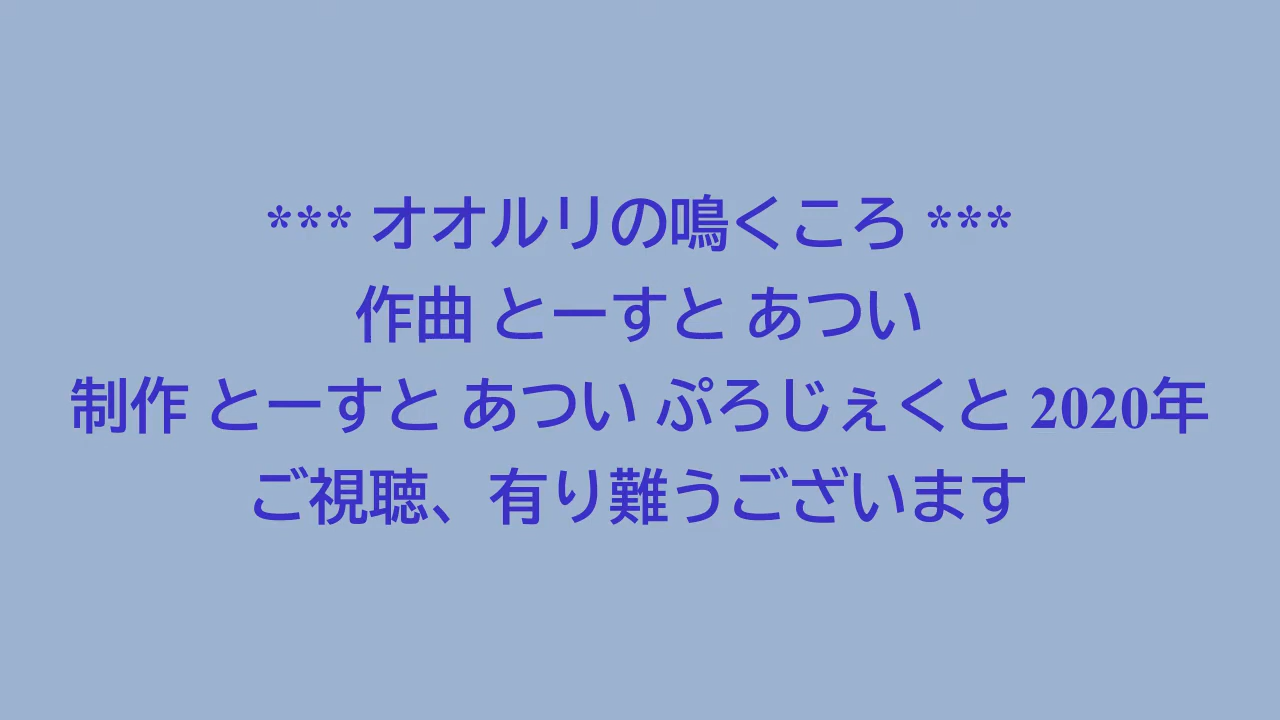 *** オオルリの鳴くころ ***
作曲 とーすと あつい
制作 とーすと あつい ぷろじぇくと 2020年
ご視聴、有り難うございます